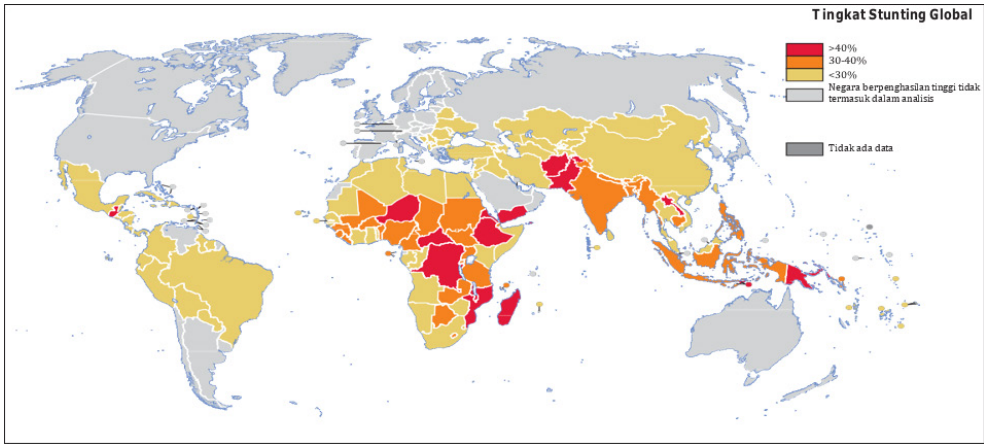 Tingkat Stunting Global
>40%
30-40%
<30%
Negara berpenghasilan tinggi tidak
termasuk dalam analisis
Tidak ada data